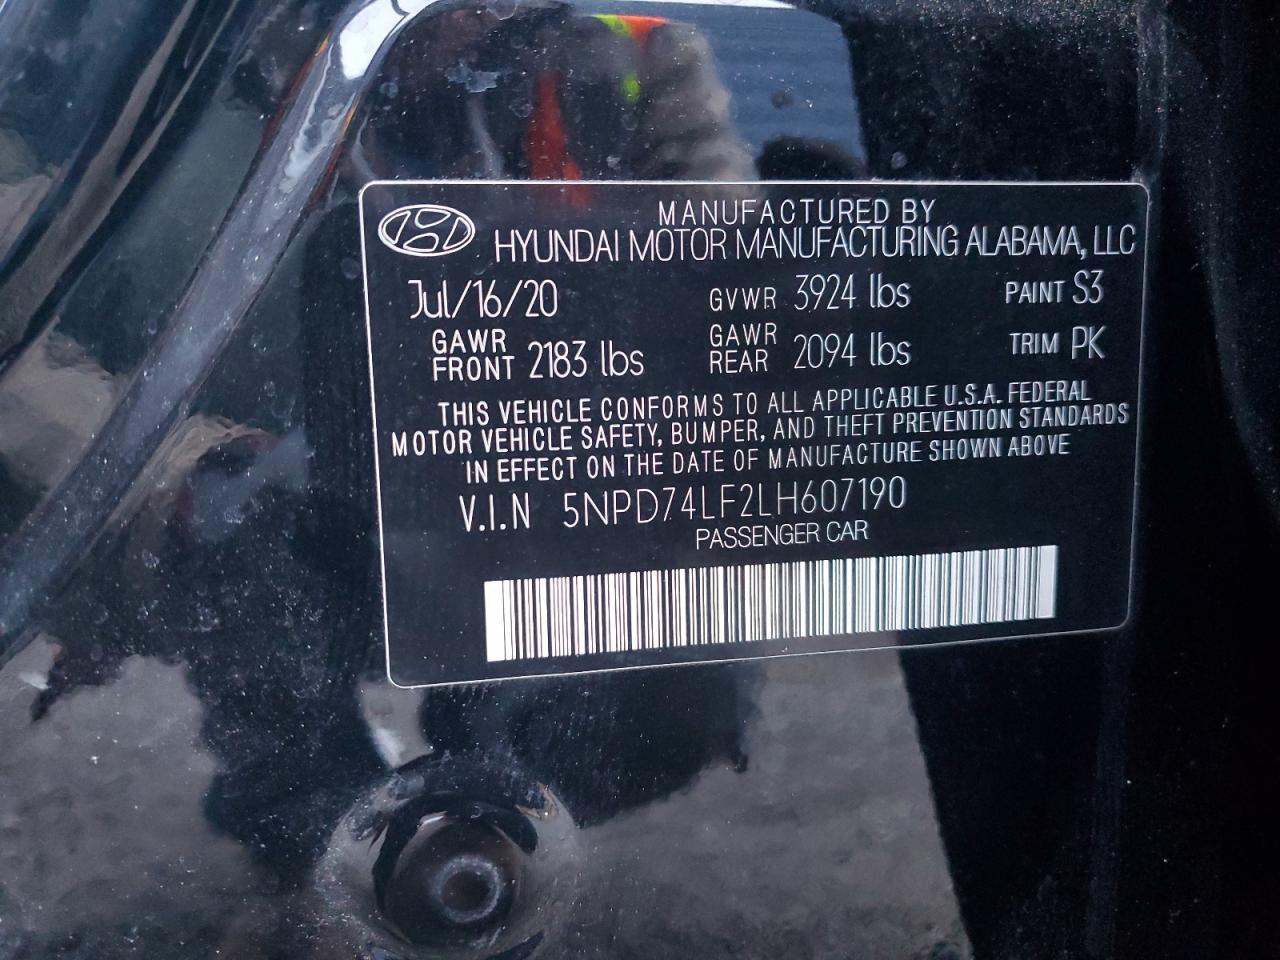 MANUFACTURED BY
HYUNDAI MOTOR MANUFACTURING ALABAMA, LLC
Jul/16/20 GVWR 3924 lbs PAINT S3
GAWR FRONT 2183 lbs GAWR REAR 2094 lbs TRIM PK
THIS VEHICLE CONFORMS TO ALL APPLICABLE U.S.A. FEDERAL
MOTOR VEHICLE SAFETY, BUMPER, AND THEFT PREVENTION STANDARDS
IN EFFECT ON THE DATE OF MANUFACTURE SHOWN ABOVE
V.I.N 5NPD74LF2LH607190
PASSENGER CAR